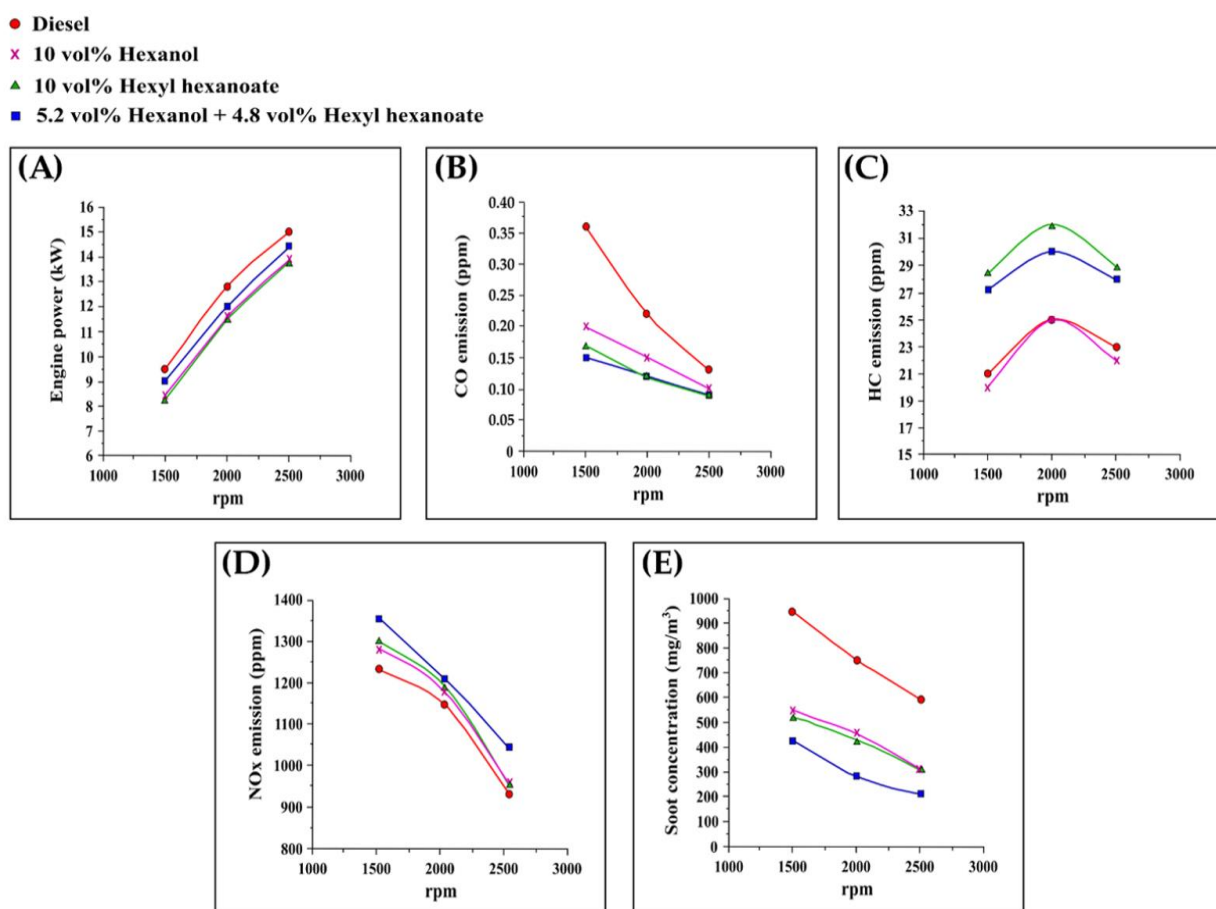 Diesel
10 vol% Hexanol
10 vol% Hexyl hexanoate
5.2 vol% Hexanol + 4.8 vol% Hexyl hexanoate
(A)
Engine power (kW)
16
15
14
13
12
11
10
9
8
7
6
1000 1500 2000 2500 3000
rpm
(B)
CO emission (ppm)
0.40
0.35
0.30
0.25
0.20
0.15
0.10
0.05
0
1000 1500 2000 2500 3000
rpm
(C)
HC emission (ppm)
33
31
29
27
25
23
21
19
17
15
1000 1500 2000 2500 3000
rpm
(D)
NOx emission (ppm)
1400
1300
1200
1100
1000
900
800
1000 1500 2000 2500 3000
rpm
(E)
Soot concentration (mg/m³)
1000
900
800
700
600
500
400
300
200
100
0
1000 1500 2000 2500 3000
rpm